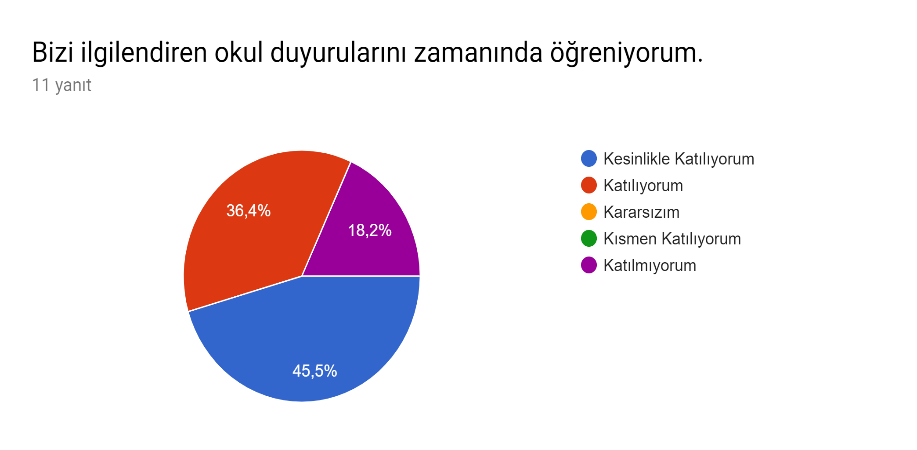 Bizi ilgilendiren okul duyurularını zamanında öğreniyorum.
11 yanıt
Kesinlikle Katılıyorum
Katılıyorum
Kararsızım
Kısmen Katılıyorum
Katılmıyorum
36,4%
18,2%
45,5%